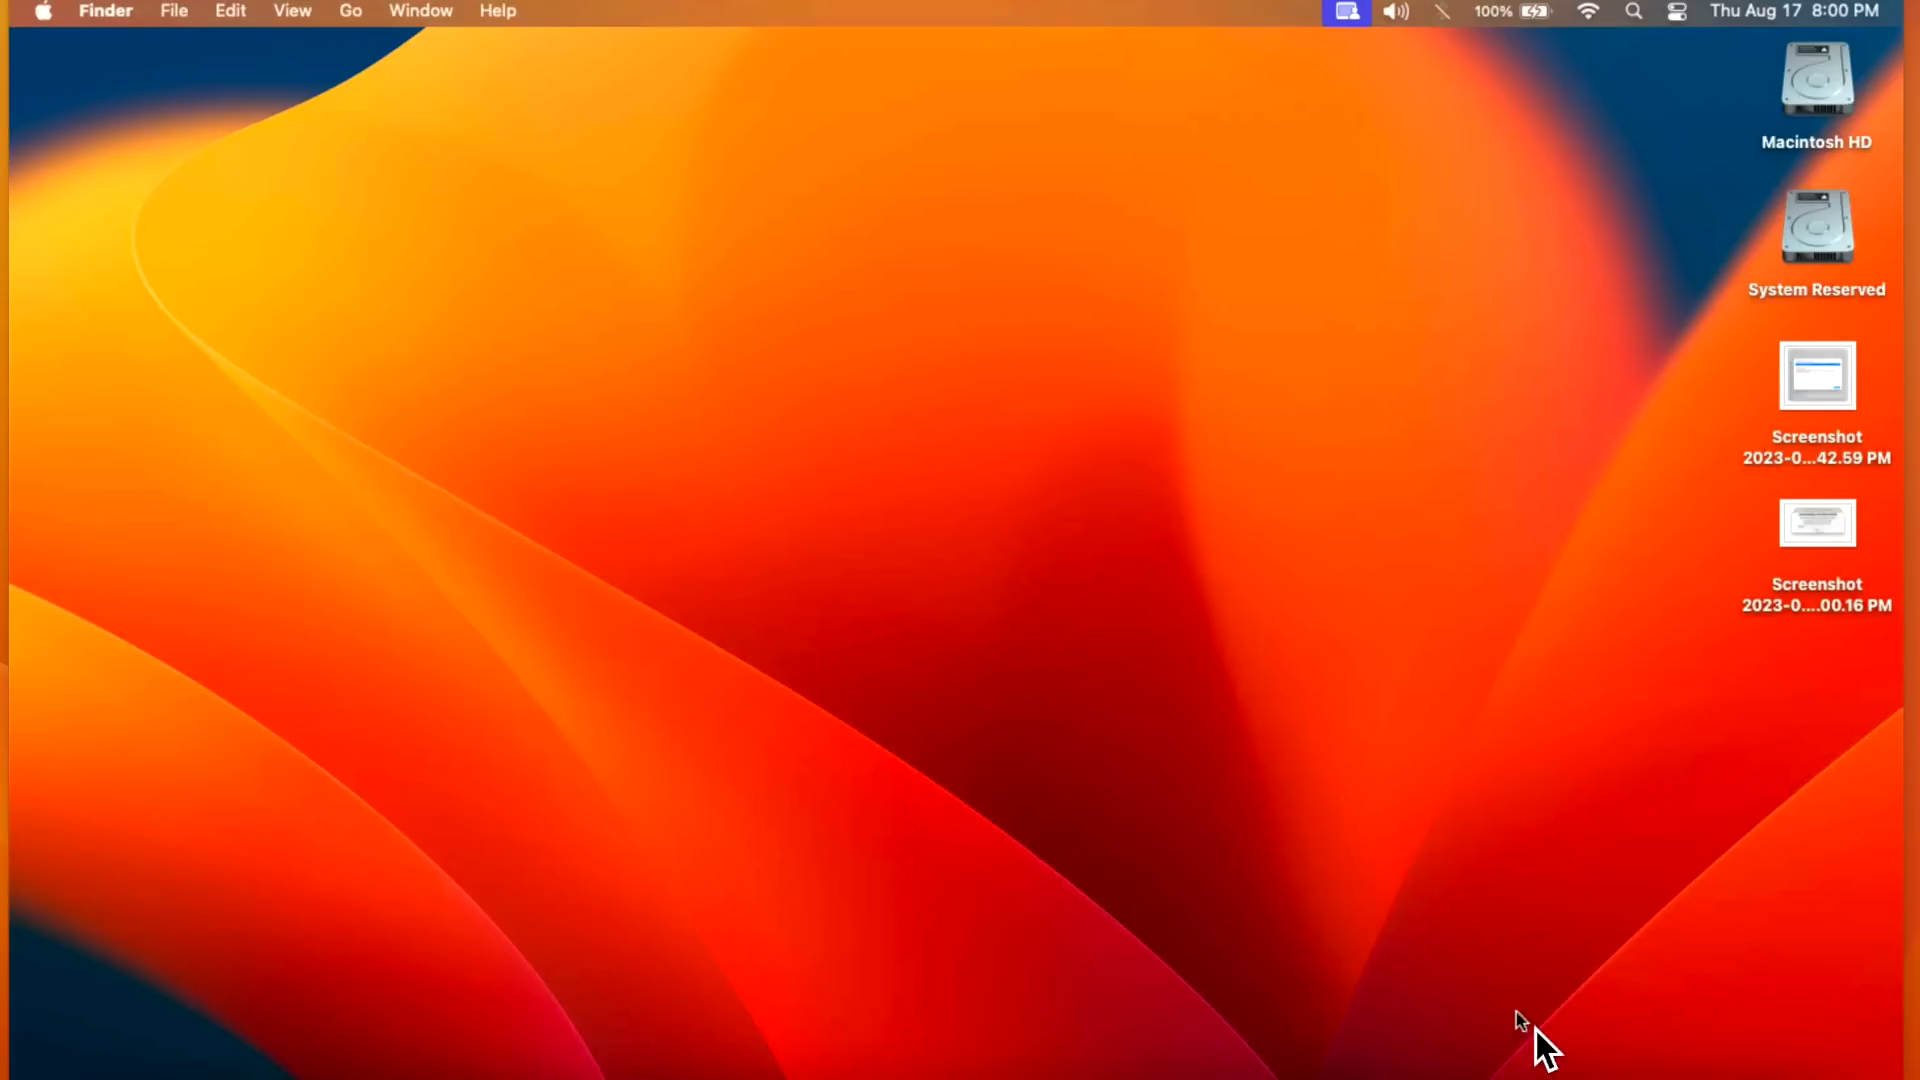 Finder File Edit View Go Window Help 100% Thu Aug 17 8:00 PM
Macintosh HD
System Reserved
Screenshot
2023-0...42.59 PM
Screenshot
2023-0....00.16 PM